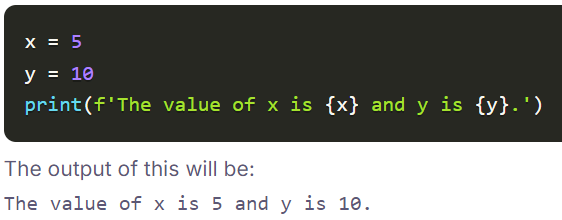 x = 5
y = 10
print(f'The value of x is {x} and y is {y}.')
The output of this will be:
The value of x is 5 and y is 10.